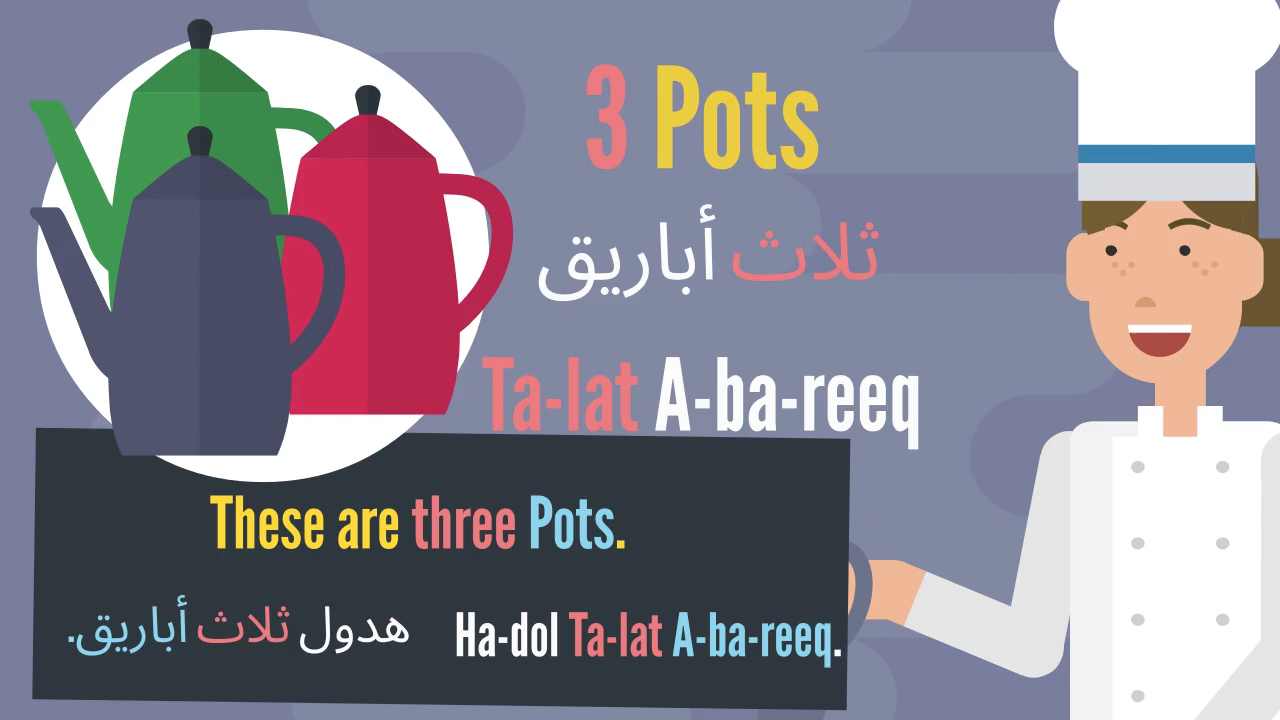 3 Pots
ثلاث أباريق
Ta-lat A-ba-reeq
These are three Pots.
هدول ثلاث أباريق.
Ha-dol Ta-lat A-ba-reeq.